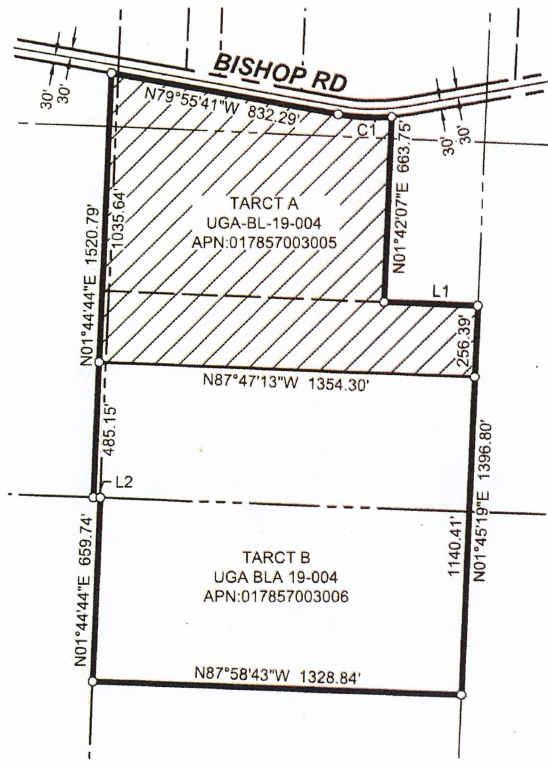 BISHOP RD
30'
30'
N79°55'41"W 832.29'
C1
30'
30'
N01°42'07"E 663.75'
TARCT A
UGA-BL-19-004
APN:017857003005
1035.64'
N01°44'44"E 1520.79'
L1
256.39'
N87°47'13"W 1354.30'
485.15'
L2
N01°45'19"E 1396.80'
1140.41'
N01°44'44"E 659.74'
TARCT B
UGA BLA 19-004
APN:017857003006
N87°58'43"W 1328.84'